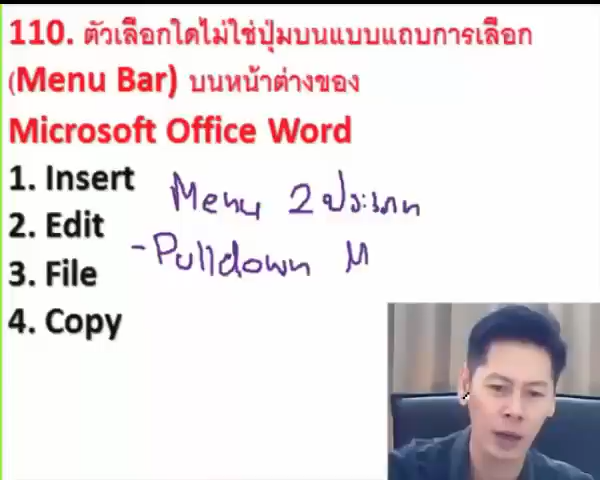 110. ตัวเลือกใดไม่ใช่ปุ่มบนแบบแถบการเลือก
(Menu Bar) บนหน้าต่างของ
Microsoft Office Word
1. Insert
2. Edit
3. File
4. Copy
Menu 2 ประเภท
- Pulldown M